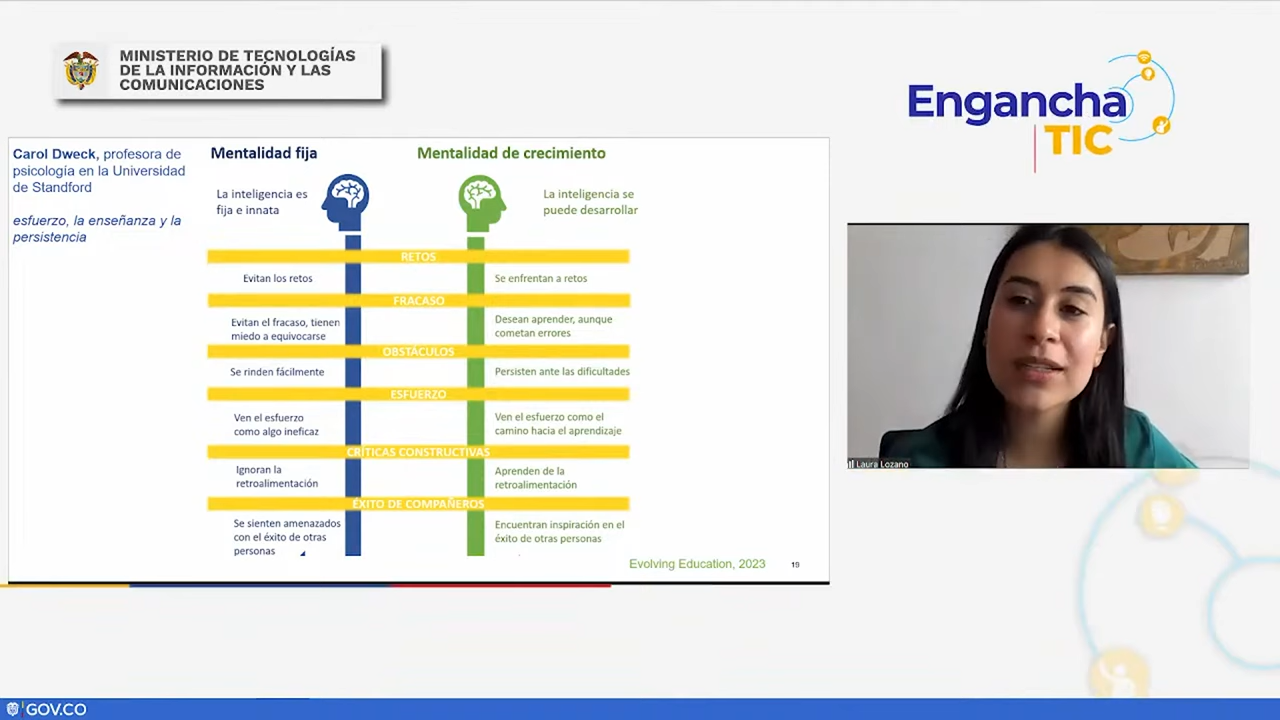 MINISTERIO DE TECNOLOGÍAS
DE LA INFORMACIÓN Y LAS
COMUNICACIONES
Engancha
TIC
Carol Dweck, profesora de
psicología en la Universidad
de Standford
esfuerzo, la enseñanza y la
persistencia
Mentalidad fija
Mentalidad de crecimiento
La inteligencia es
fija e innata
La inteligencia se
puede desarrollar
RETOS
Evitan los retos
Se enfrentan a retos
FRACASO
Evitan el fracaso, tienen
miedo a equivocarse
Desean aprender, aunque
cometan errores
OBSTÁCULOS
Se rinden fácilmente
Persisten ante las dificultades
ESFUERZO
Ven el esfuerzo
como algo ineficaz
Ven el esfuerzo como el
camino hacia el aprendizaje
CRÍTICAS CONSTRUCTIVAS
Ignoran la
retroalimentación
Aprenden de la
retroalimentación
ÉXITO DE COMPAÑEROS
Se sienten amenazados
con el éxito de otras
personas
Encuentran inspiración en el
éxito de otras personas
Evolving Education, 2023
19
Laura Lozano
GOV.CO